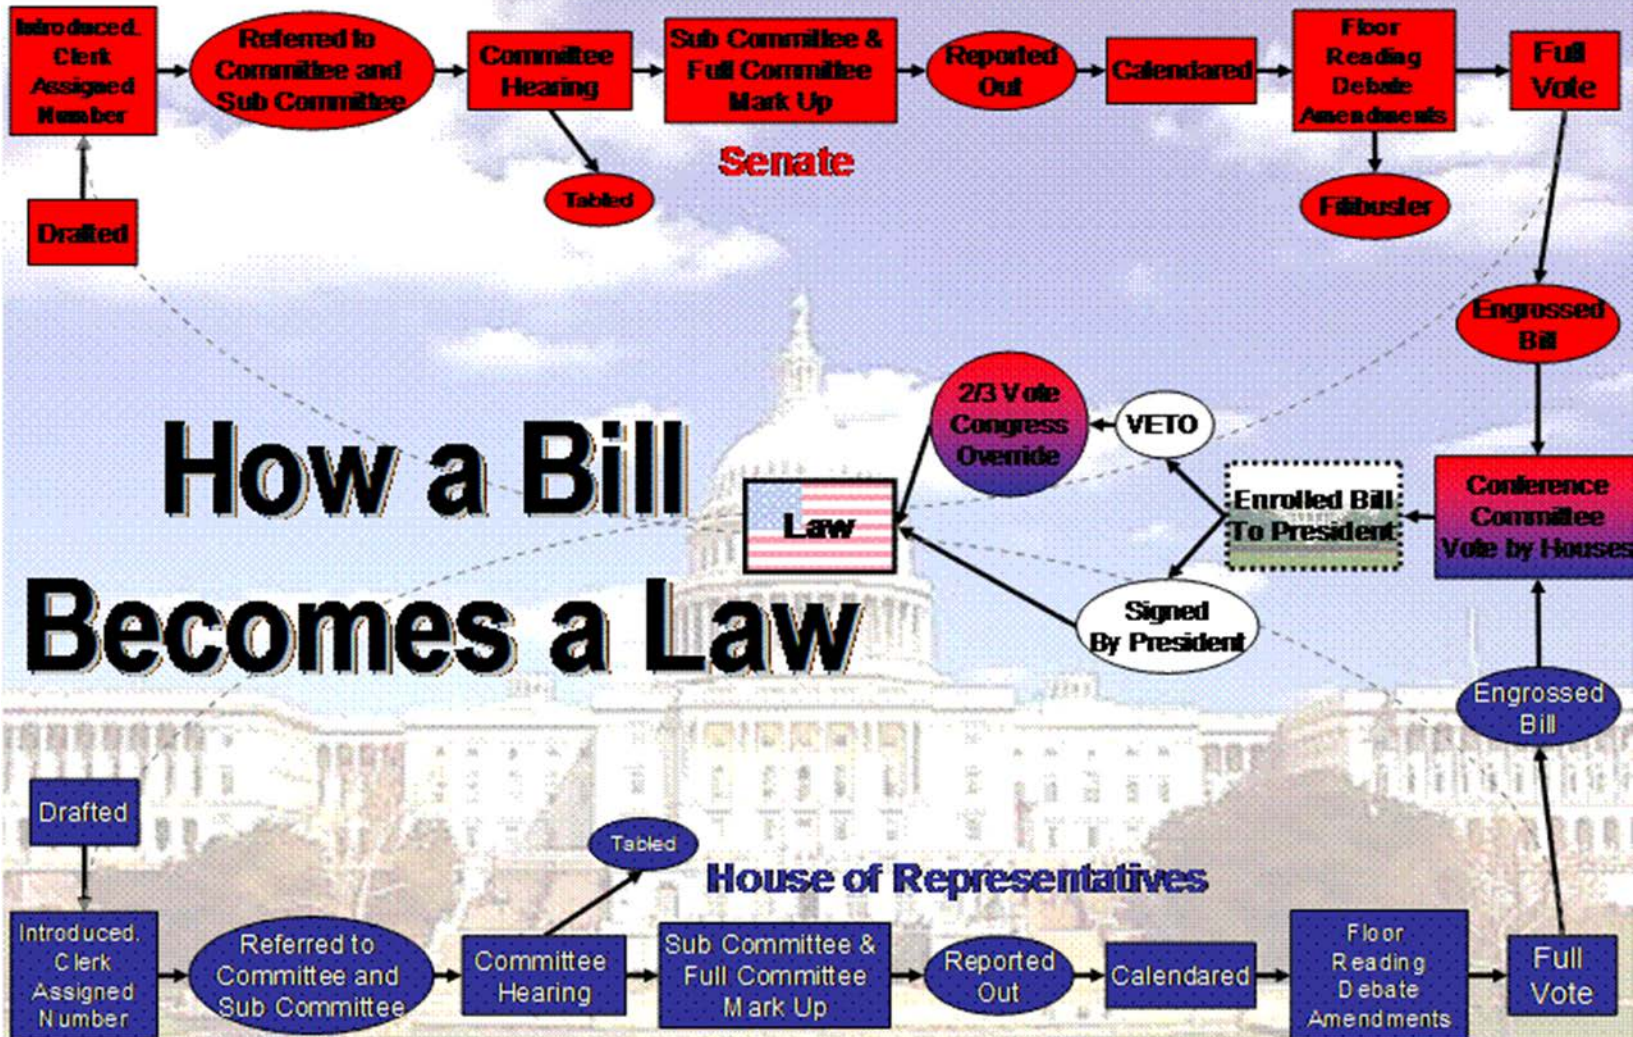 Introduced.
Clerk
Assigned
Number
Referred to
Committee and
Sub Committee
Committee
Hearing
Sub Committee &
Full Committee
Mark Up
Reported
Out
Calendared
Floor
Reading
Debate
Amendments
Full
Vote
Senate
Tabled
Filibuster
Drafted
Engrossed
Bill
2/3 Vote
Congress
Override
VETO
How a Bill
Becomes a Law
Law
Enrolled Bill
To President
Conference
Committee
Vote by Houses
Signed
By President
Engrossed
Bill
Drafted
Tabled
House of Representatives
Introduced.
Clerk
Assigned
Number
Referred to
Committee and
Sub Committee
Committee
Hearing
Sub Committee &
Full Committee
Mark Up
Reported
Out
Calendared
Floor
Reading
Debate
Amendments
Full
Vote